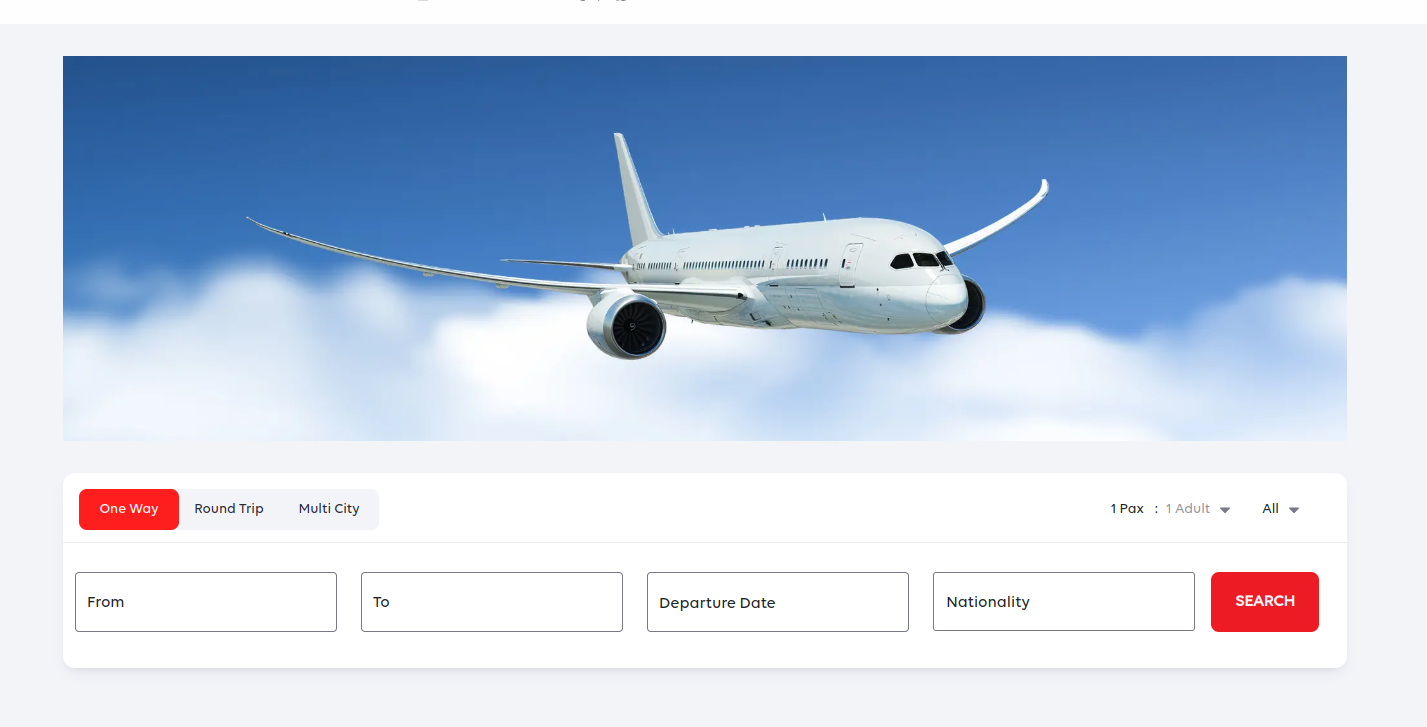 One Way Round Trip Multi City 1 Pax : 1 Adult All
From To Departure Date Nationality SEARCH